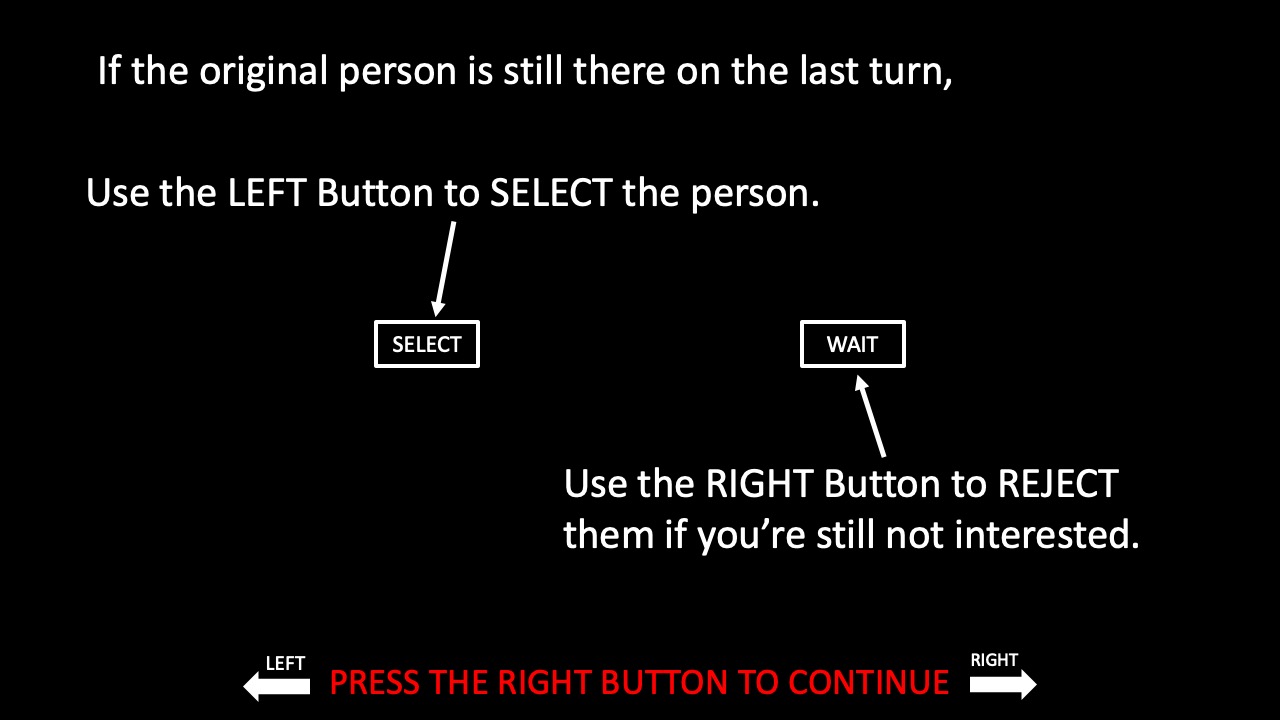 If the original person is still there on the last turn,
Use the LEFT Button to SELECT the person.
SELECT
WAIT
Use the RIGHT Button to REJECT
them if you’re still not interested.
LEFT
PRESS THE RIGHT BUTTON TO CONTINUE
RIGHT